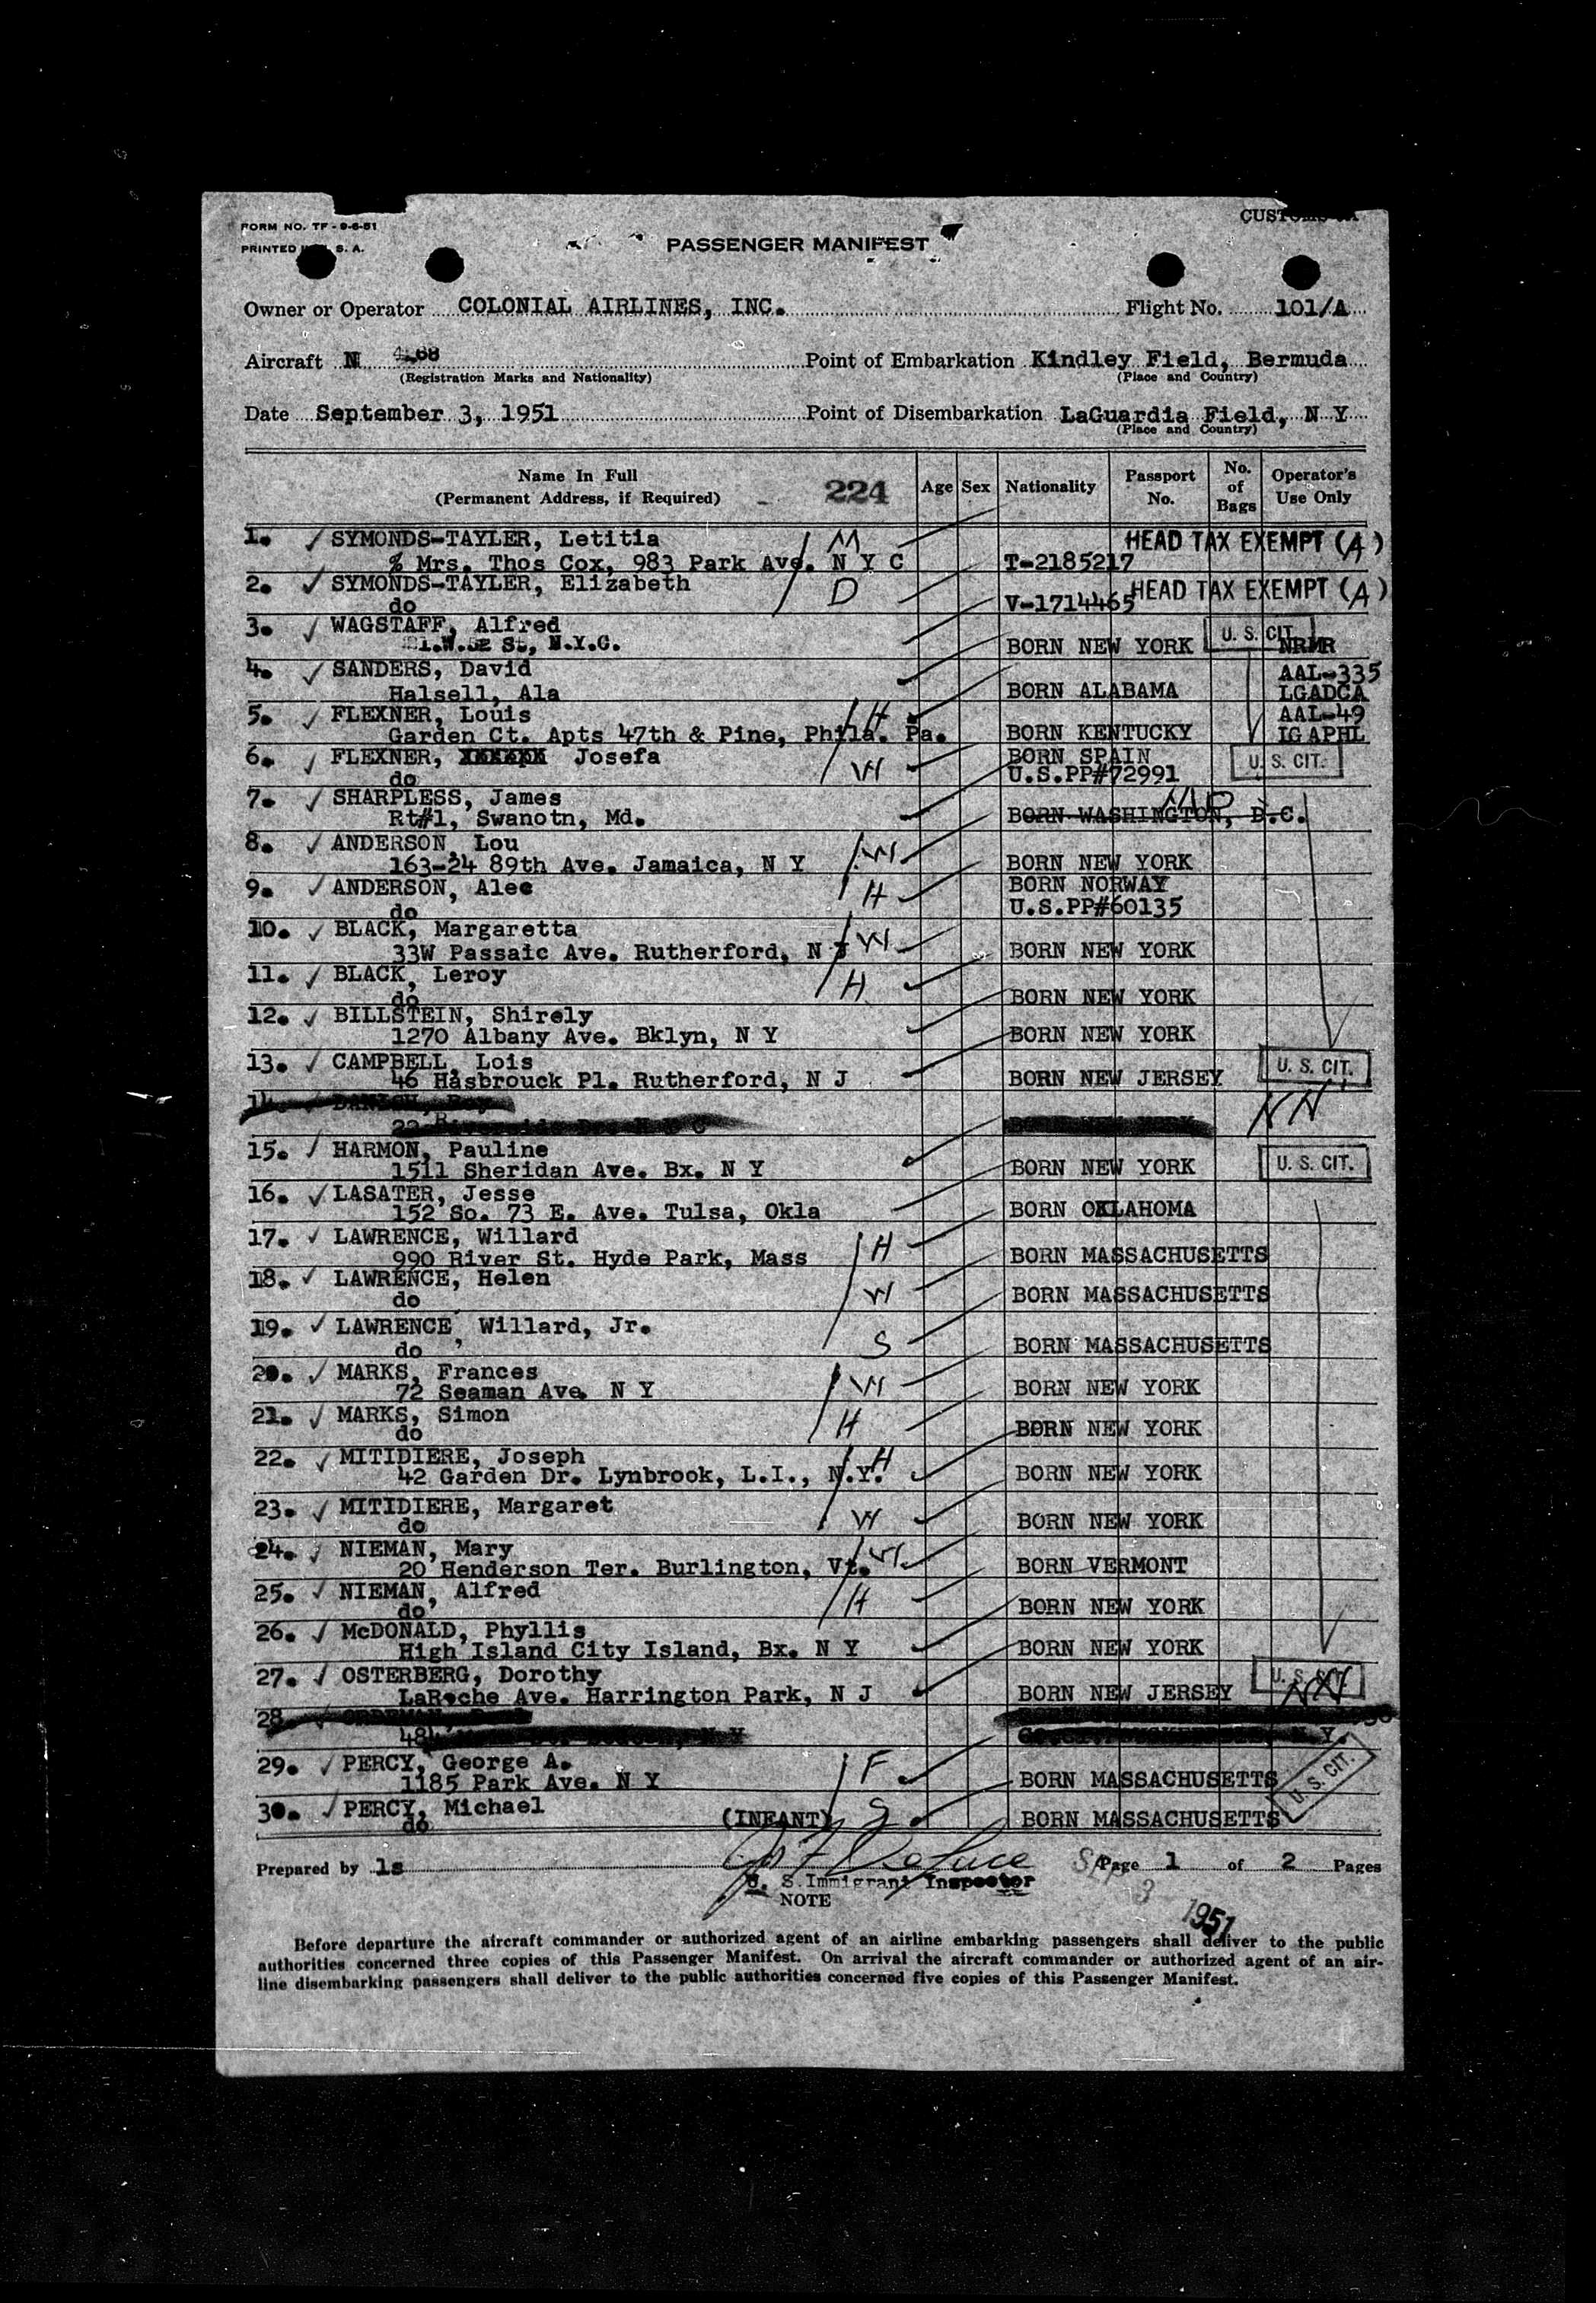 FORM NO. TF - 9-6-51
PRINTED S. A.
PASSENGER MANIFEST
Owner or Operator COLONIAL AIRLINES, INC. Flight No. 101/A
Aircraft N Point of Embarkation Kindley Field, Bermuda
(Registration Marks and Nationality) (Place and Country)
Date September 3, 1951 Point of Disembarkation LaGuardia Field, N Y
(Place and Country)
Name In Full
(Permanent Address, if Required) 224 Age Sex Nationality Passport No. No. of Bags Operator's Use Only
1. SYMONDS-TAYLER, Letitia M HEAD TAX EXEMPT (A)
% Mrs. Thos Cox, 983 Park Ave. N Y C T-2185217
2. SYMONDS-TAYLER, Elizabeth D HEAD TAX EXEMPT (A)
do V-1714465
3. WAGSTAFF, Alfred U. S. CIT.
W. St, N.Y.C. BORN NEW YORK NRMR
4. SANDERS, David AAL-335
Halsell, Ala BORN ALABAMA LGADCA
5. FLEXNER, Louis H AAL-49
Garden Ct. Apts 47th & Pine, Phila. Pa. BORN KENTUCKY IGAPHL
6. FLEXNER, Josefa W BORN SPAIN U. S. CIT.
do U.S.PP#72991
7. SHARPLESS, James
Rt#1, Swanotn, Md. BORN WASHINGTON, D.C.
8. ANDERSON, Lou W
163-24 89th Ave. Jamaica, N Y BORN NEW YORK
9. ANDERSON, Alec H BORN NORWAY
do U.S.PP#60135
10. BLACK, Margaretta W
33W Passaic Ave. Rutherford, N J BORN NEW YORK
11. BLACK, Leroy H
do BORN NEW YORK
12. BILLSTEIN, Shirely
1270 Albany Ave. Bklyn, N Y BORN NEW YORK
13. CAMPBELL, Lois U. S. CIT.
46 Hasbrouck Pl. Rutherford, N J BORN NEW JERSEY
14.
15. HARMON, Pauline
1511 Sheridan Ave. Bx. N Y BORN NEW YORK U. S. CIT.
16. LASATER, Jesse
152 So. 73 E. Ave. Tulsa, Okla BORN OKLAHOMA
17. LAWRENCE, Willard H
990 River St. Hyde Park, Mass BORN MASSACHUSETTS
18. LAWRENCE, Helen W
do BORN MASSACHUSETTS
19. LAWRENCE, Willard, Jr. S
do BORN MASSACHUSETTS
20. MARKS, Frances W
72 Seaman Ave. N Y BORN NEW YORK
21. MARKS, Simon H
do BORN NEW YORK
22. MITIDIERE, Joseph H
42 Garden Dr. Lynbrook, L.I., N.Y. BORN NEW YORK
23. MITIDIERE, Margaret W
do BORN NEW YORK
24. NIEMAN, Mary W
20 Henderson Ter. Burlington, Vt. BORN VERMONT
25. NIEMAN, Alfred H
do BORN NEW YORK
26. McDONALD, Phyllis
High Island City Island, Bx. N Y BORN NEW YORK
27. OSTERBERG, Dorothy U. S. CIT.
LaRoche Ave. Harrington Park, N J BORN NEW JERSEY
28.
29. PERCY, George A. F
1185 Park Ave. N Y BORN MASSACHUSETTS U. S. CIT.
30. PERCY, Michael S
do (INFANT) BORN MASSACHUSETTS
Prepared by ls Page 1 of 2 Pages
U. S. Immigrant Inspector
SEP 3 1951
NOTE
Before departure the aircraft commander or authorized agent of an airline embarking passengers shall deliver to the public
authorities concerned three copies of this Passenger Manifest. On arrival the aircraft commander or authorized agent of an air-
line disembarking passengers shall deliver to the public authorities concerned five copies of this Passenger Manifest.